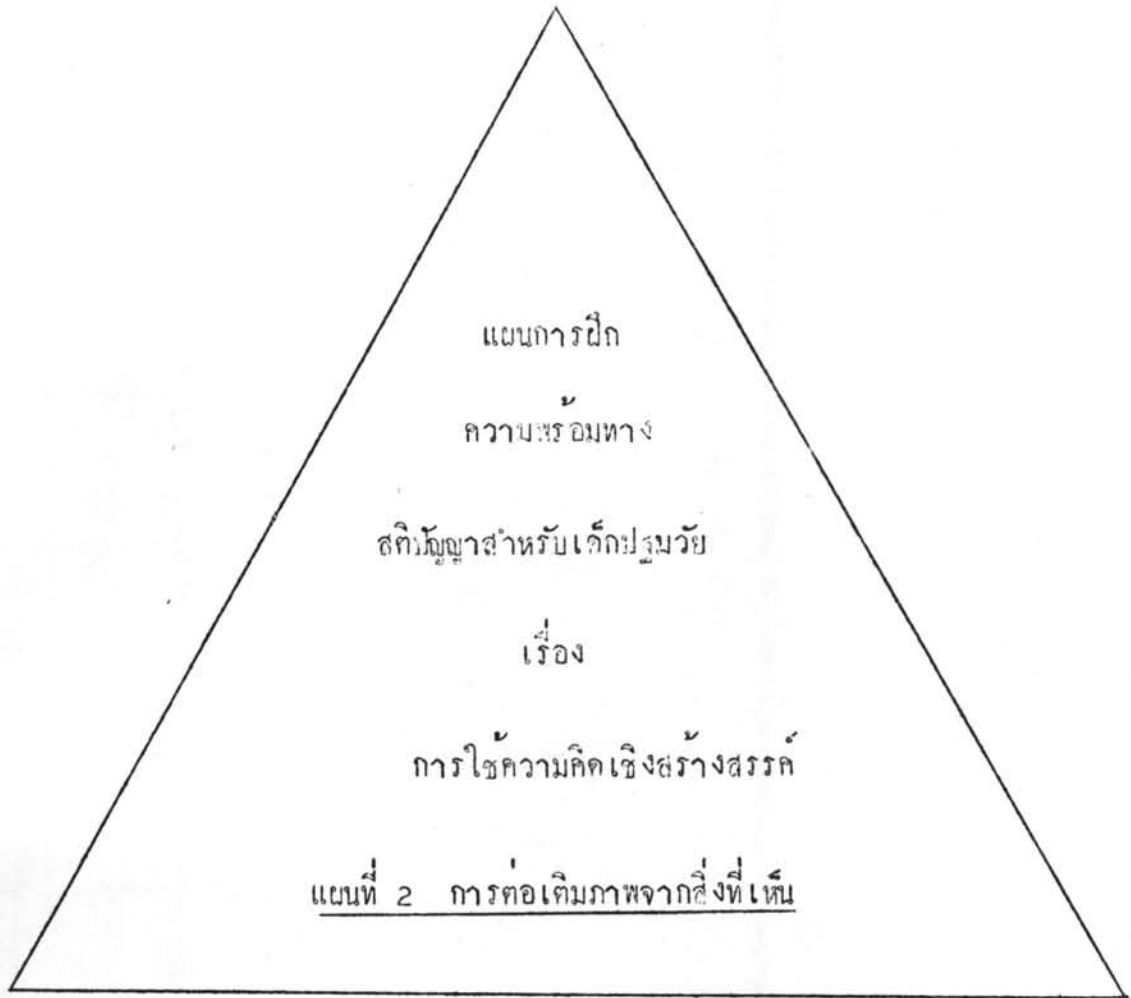 แผนการฝึก
ความพร้อมทาง
สติปัญญาสำหรับเด็กปฐมวัย
เรื่อง
การใช้ความคิดเชิงสร้างสรรค์
แผนที่ 2 การต่อเติมภาพจากสิ่งที่เห็น